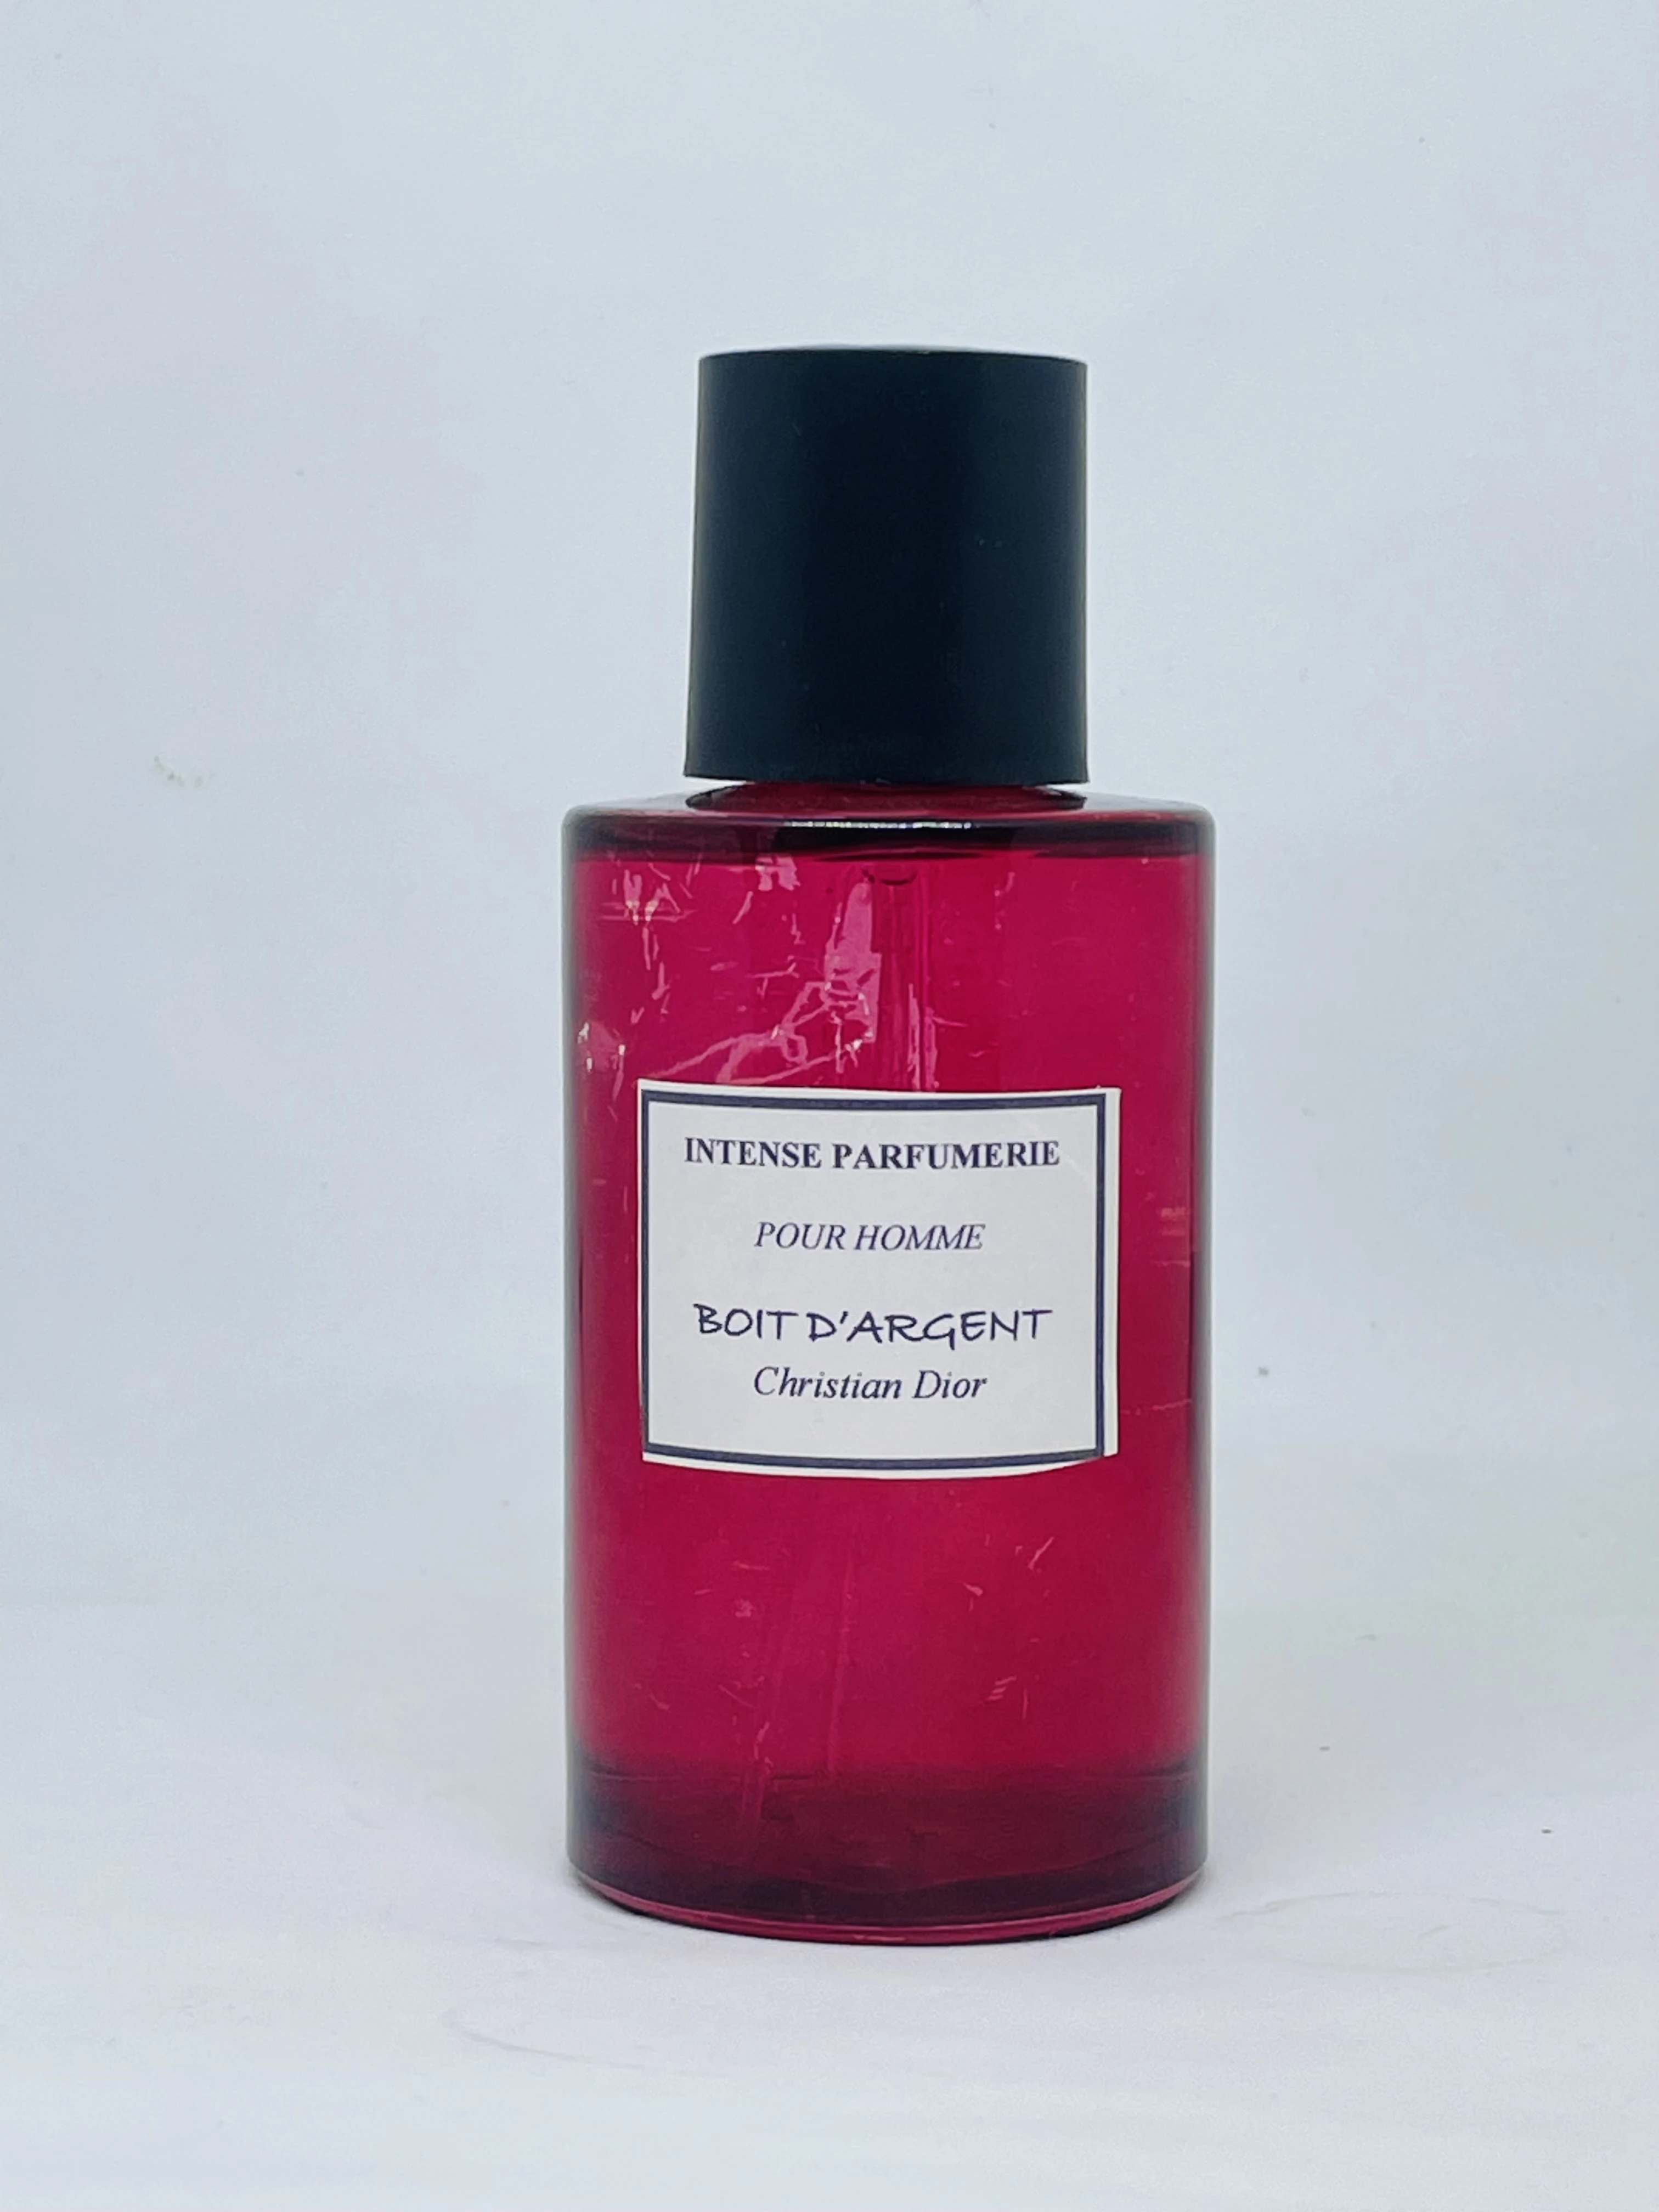 INTENSE PARFUMERIE
POUR HOMME
BOIT D'ARGENT
Christian Dior